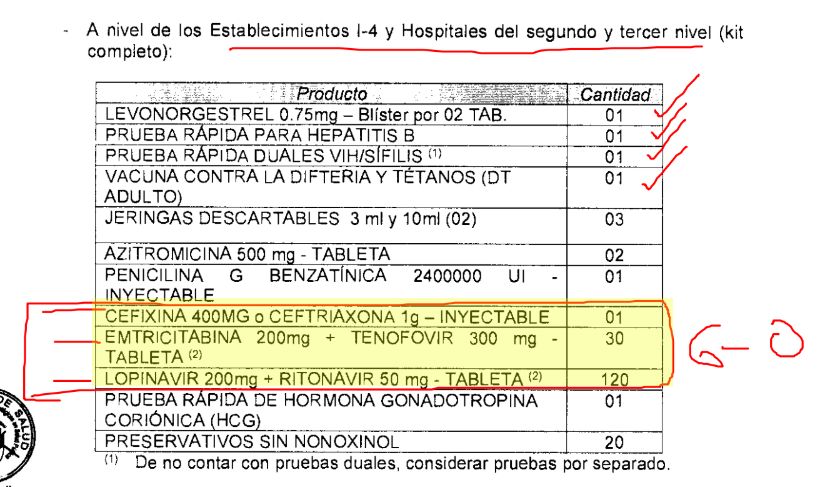 - A nivel de los Establecimientos I-4 y Hospitales del segundo y tercer nivel (kit
completo):
Producto Cantidad
LEVONORGESTREL 0.75mg – Blíster por 02 TAB. 01
PRUEBA RÁPIDA PARA HEPATITIS B 01
PRUEBA RÁPIDA DUALES VIH/SÍFILIS (1) 01
VACUNA CONTRA LA DIFTERIA Y TÉTANOS (DT 01
ADULTO)
JERINGAS DESCARTABLES 3 ml y 10ml (02) 03
AZITROMICINA 500 mg - TABLETA 02
PENICILINA G BENZATÍNICA 2400000 UI - 01
INYECTABLE
CEFIXINA 400MG o CEFTRIAXONA 1g – INYECTABLE 01
EMTRICITABINA 200mg + TENOFOVIR 300 mg - 30
TABLETA (2)
LOPINAVIR 200mg + RITONAVIR 50 mg - TABLETA (2) 120
PRUEBA RÁPIDA DE HORMONA GONADOTROPINA 01
CORIÓNICA (HCG)
PRESERVATIVOS SIN NONOXINOL 20
(1) De no contar con pruebas duales, considerar pruebas por separado.
DE SALUD